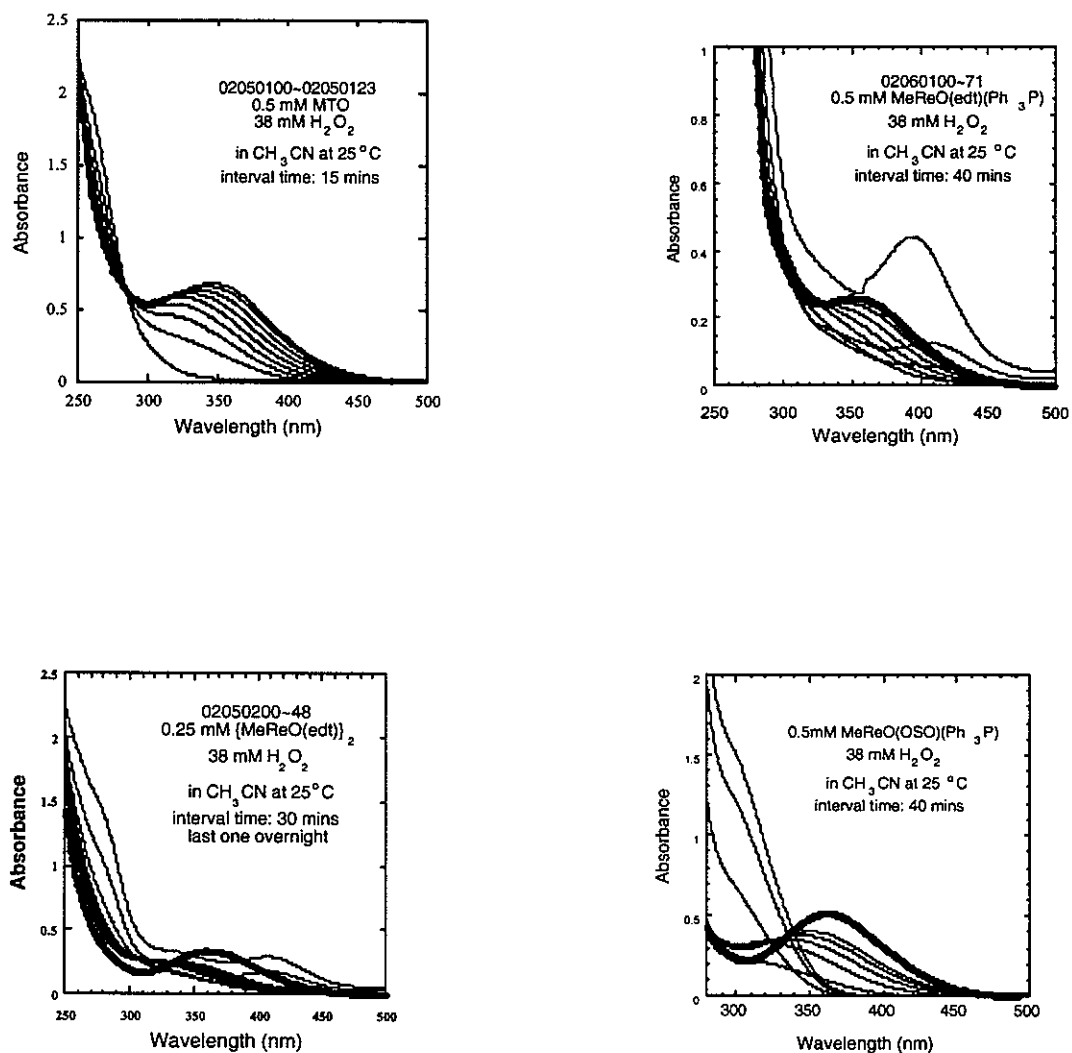 2.5
2
1.5
1
0.5
0
Absorbance
02050100~02050123
0.5 mM MTO
38 mM H2O2
in CH3CN at 25 °C
interval time: 15 mins
250 300 350 400 450 500
Wavelength (nm)
1
0.8
0.6
0.4
0.2
0
Absorbance
02060100~71
0.5 mM MeReO(edt)(Ph3P)
38 mM H2O2
in CH3CN at 25 °C
interval time: 40 mins
250 300 350 400 450 500
Wavelength (nm)
2.5
2
1.5
1
0.5
0
Absorbance
02050200~48
0.25 mM {MeReO(edt)}2
38 mM H2O2
in CH3CN at 25°C
interval time: 30 mins
last one overnight
250 300 350 400 450 500
Wavelength (nm)
2
1.5
1
0.5
0
Absorbance
0.5mM MeReO(OSO)(Ph3P)
38 mM H2O2
in CH3CN at 25 °C
interval time: 40 mins
300 350 400 450 500
Wavelength (nm)